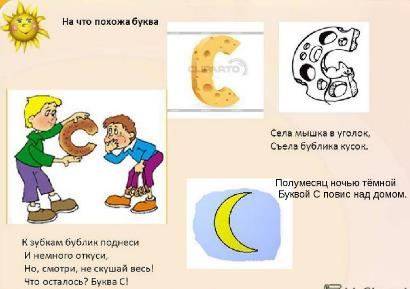 На что похожа буква
CLIPARTO
Села мышка в уголок,
Съела бублика кусок.
Полумесяц ночью тёмной
Буквой С повис над домом.
К зубкам бублик поднеси
И немного откуси,
Но, смотри, не скушай весь!
Что осталось? Буква С!